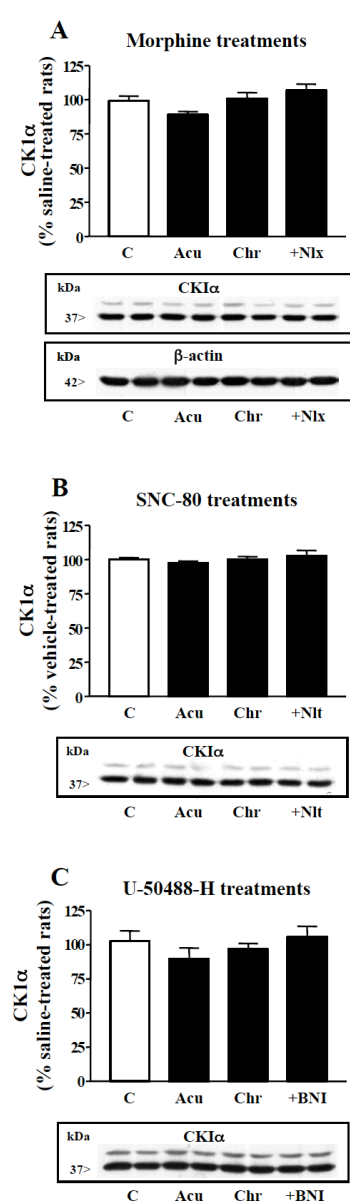 A
Morphine treatments
CK1α
(% saline-treated rats)
125
100
75
50
25
0
C Acu Chr +Nlx
kDa CKIα
37>
kDa β-actin
42>
C Acu Chr +Nlx
B
SNC-80 treatments
CK1α
(% vehicle-treated rats)
125
100
75
50
25
0
C Acu Chr +Nlt
kDa CKIα
37>
C Acu Chr +Nlt
C
U-50488-H treatments
CK1α
(% saline-treated rats)
125
100
75
50
25
0
C Acu Chr +BNI
kDa CKIα
37>
C Acu Chr +BNI